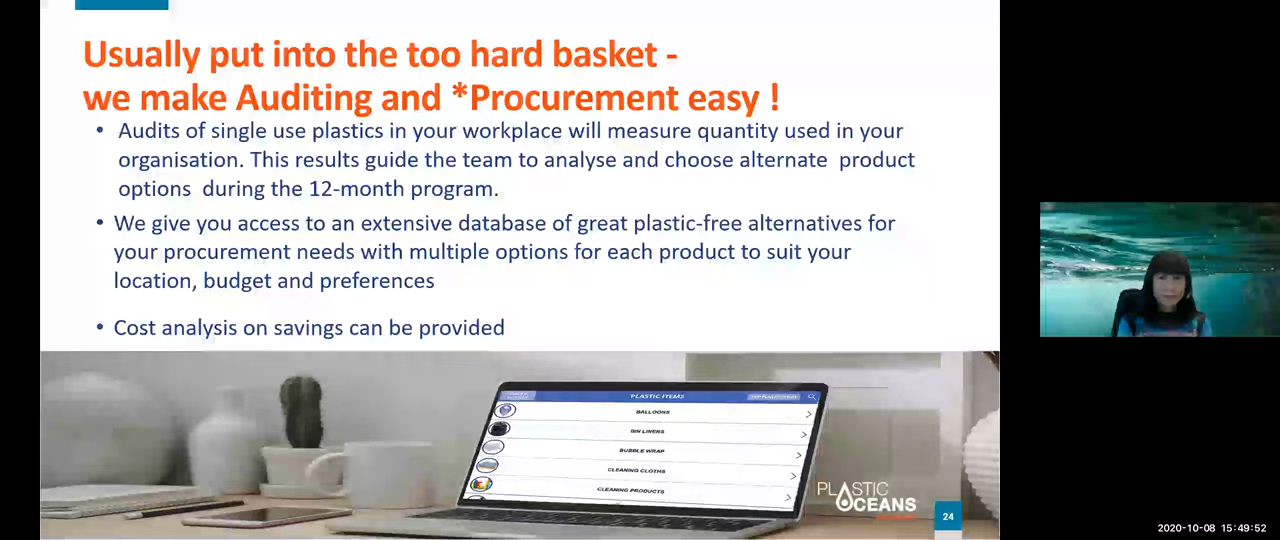 Usually put into the too hard basket -
we make Auditing and *Procurement easy !
• Audits of single use plastics in your workplace will measure quantity used in your
organisation. This results guide the team to analyse and choose alternate product
options during the 12-month program.
• We give you access to an extensive database of great plastic-free alternatives for
your procurement needs with multiple options for each product to suit your
location, budget and preferences
• Cost analysis on savings can be provided
PLASTIC ITEMS
BALLOONS
BIN LINERS
BUBBLE WRAP
CLEANING CLOTHS
CLEANING PRODUCTS
PLASTIC
OCEANS
24
2020-10-08 15:49:52